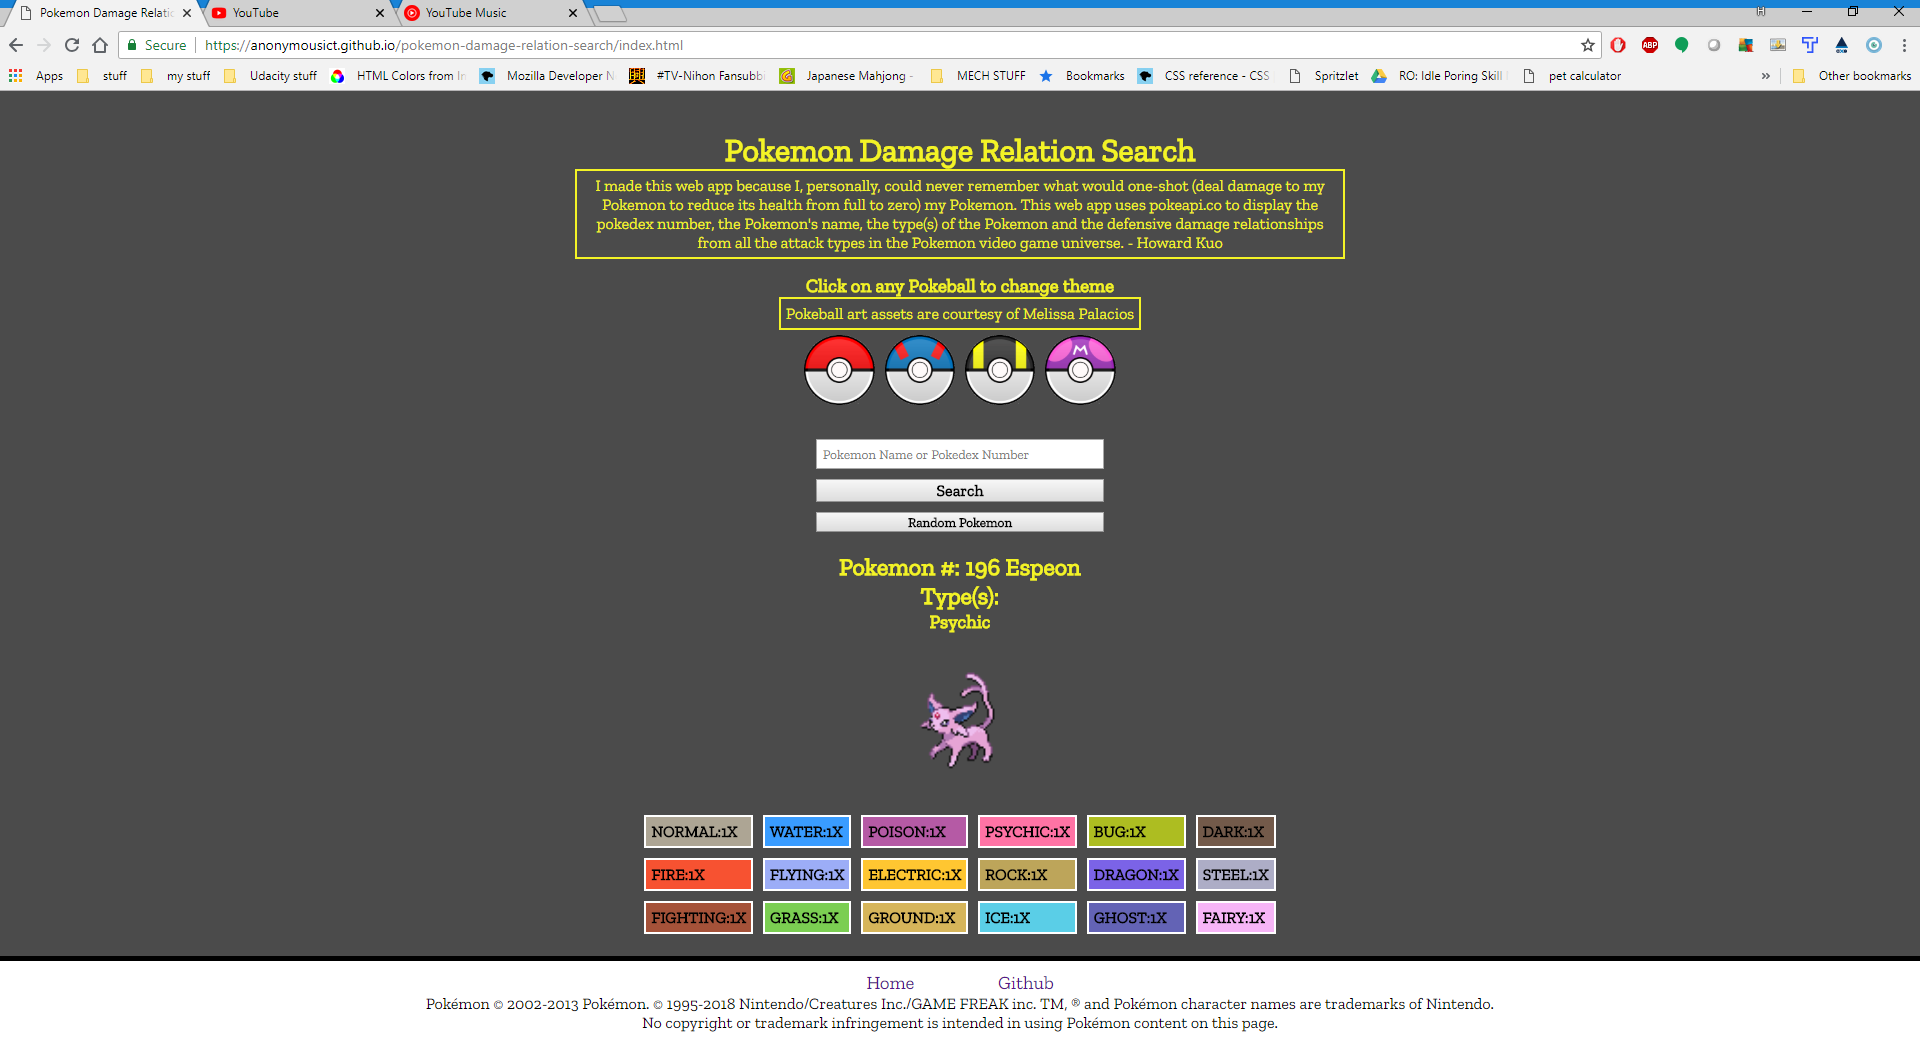 Pokemon Damage Relatio
YouTube
YouTube Music
H
Secure
https://anonymousict.github.io/pokemon-damage-relation-search/index.html
ABP
Apps
stuff
my stuff
Udacity stuff
HTML Colors from
Mozilla Developer N
#TV-Nihon Fansubbi
Japanese Mahjong -
MECH STUFF
Bookmarks
CSS reference - CSS
Spritzlet
RO: Idle Poring Skill
pet calculator
»
Other bookmarks
Pokemon Damage Relation Search
I made this web app because I, personally, could never remember what would one-shot (deal damage to my
Pokemon to reduce its health from full to zero) my Pokemon. This web app uses pokeapi.co to display the
pokedex number, the Pokemon's name, the type(s) of the Pokemon and the defensive damage relationships
from all the attack types in the Pokemon video game universe. - Howard Kuo
Click on any Pokeball to change theme
Pokeball art assets are courtesy of Melissa Palacios
M
Pokemon Name or Pokedex Number
Search
Random Pokemon
Pokemon #: 196 Espeon
Type(s):
Psychic
NORMAL:1X WATER:1X POISON:1X PSYCHIC:1X BUG:1X DARK:1X
FIRE:1X FLYING:1X ELECTRIC:1X ROCK:1X DRAGON:1X STEEL:1X
FIGHTING:1X GRASS:1X GROUND:1X ICE:1X GHOST:1X FAIRY:1X
Home Github
Pokémon © 2002-2013 Pokémon. © 1995-2018 Nintendo/Creatures Inc./GAME FREAK inc. TM, ® and Pokémon character names are trademarks of Nintendo.
No copyright or trademark infringement is intended in using Pokémon content on this page.